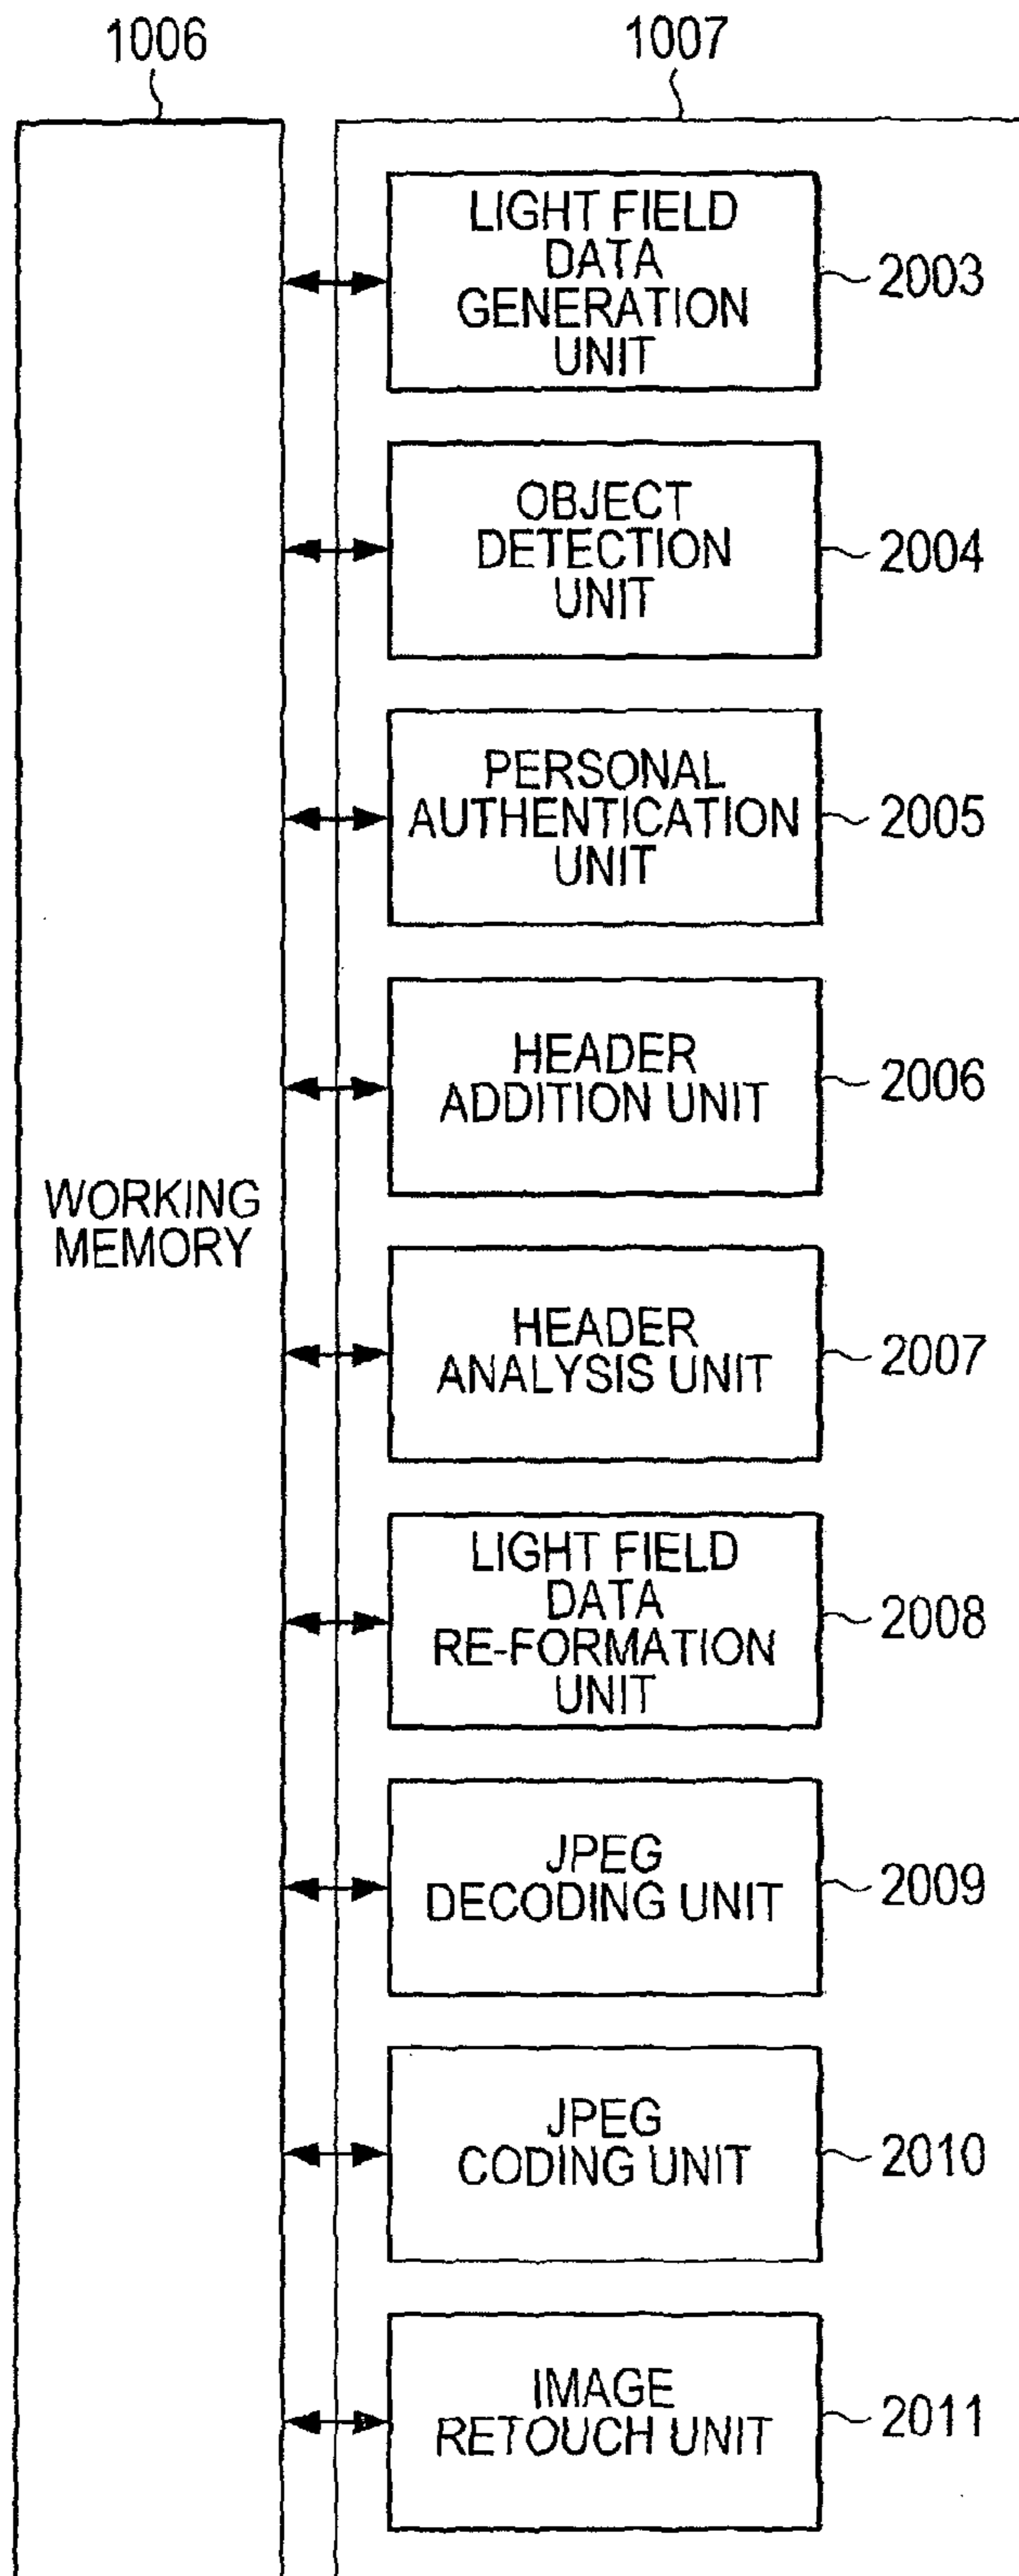 1006
1007
LIGHT FIELD
DATA
GENERATION
UNIT
2003
OBJECT
DETECTION
UNIT
2004
PERSONAL
AUTHENTICATION
UNIT
2005
HEADER
ADDITION UNIT
2006
WORKING
MEMORY
HEADER
ANALYSIS UNIT
2007
LIGHT FIELD
DATA
RE-FORMATION
UNIT
2008
JPEG
DECODING UNIT
2009
JPEG
CODING UNIT
2010
IMAGE
RETOUCH UNIT
2011